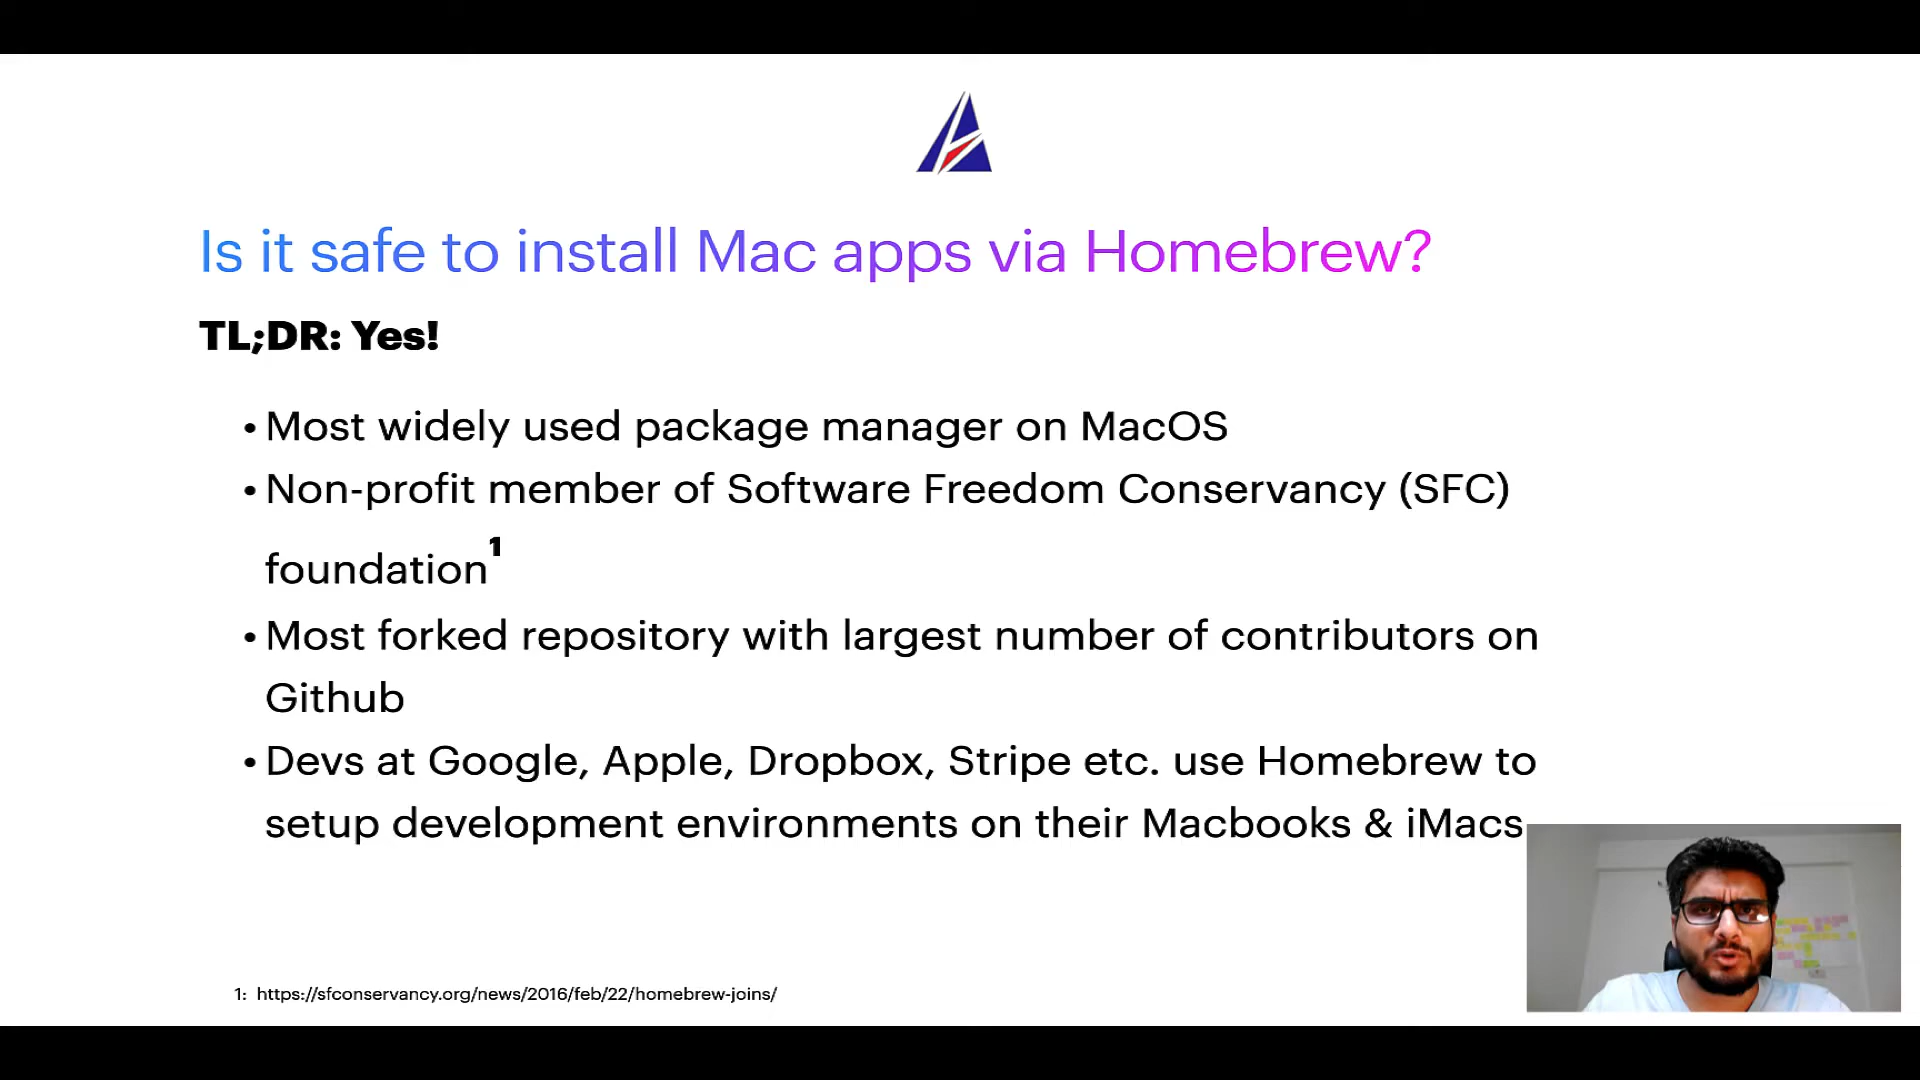 Is it safe to install Mac apps via Homebrew?
TL;DR: Yes!
• Most widely used package manager on MacOS
• Non-profit member of Software Freedom Conservancy (SFC)
foundation1
• Most forked repository with largest number of contributors on
Github
• Devs at Google, Apple, Dropbox, Stripe etc. use Homebrew to
setup development environments on their Macbooks & iMacs
1: https://sfconservancy.org/news/2016/feb/22/homebrew-joins/